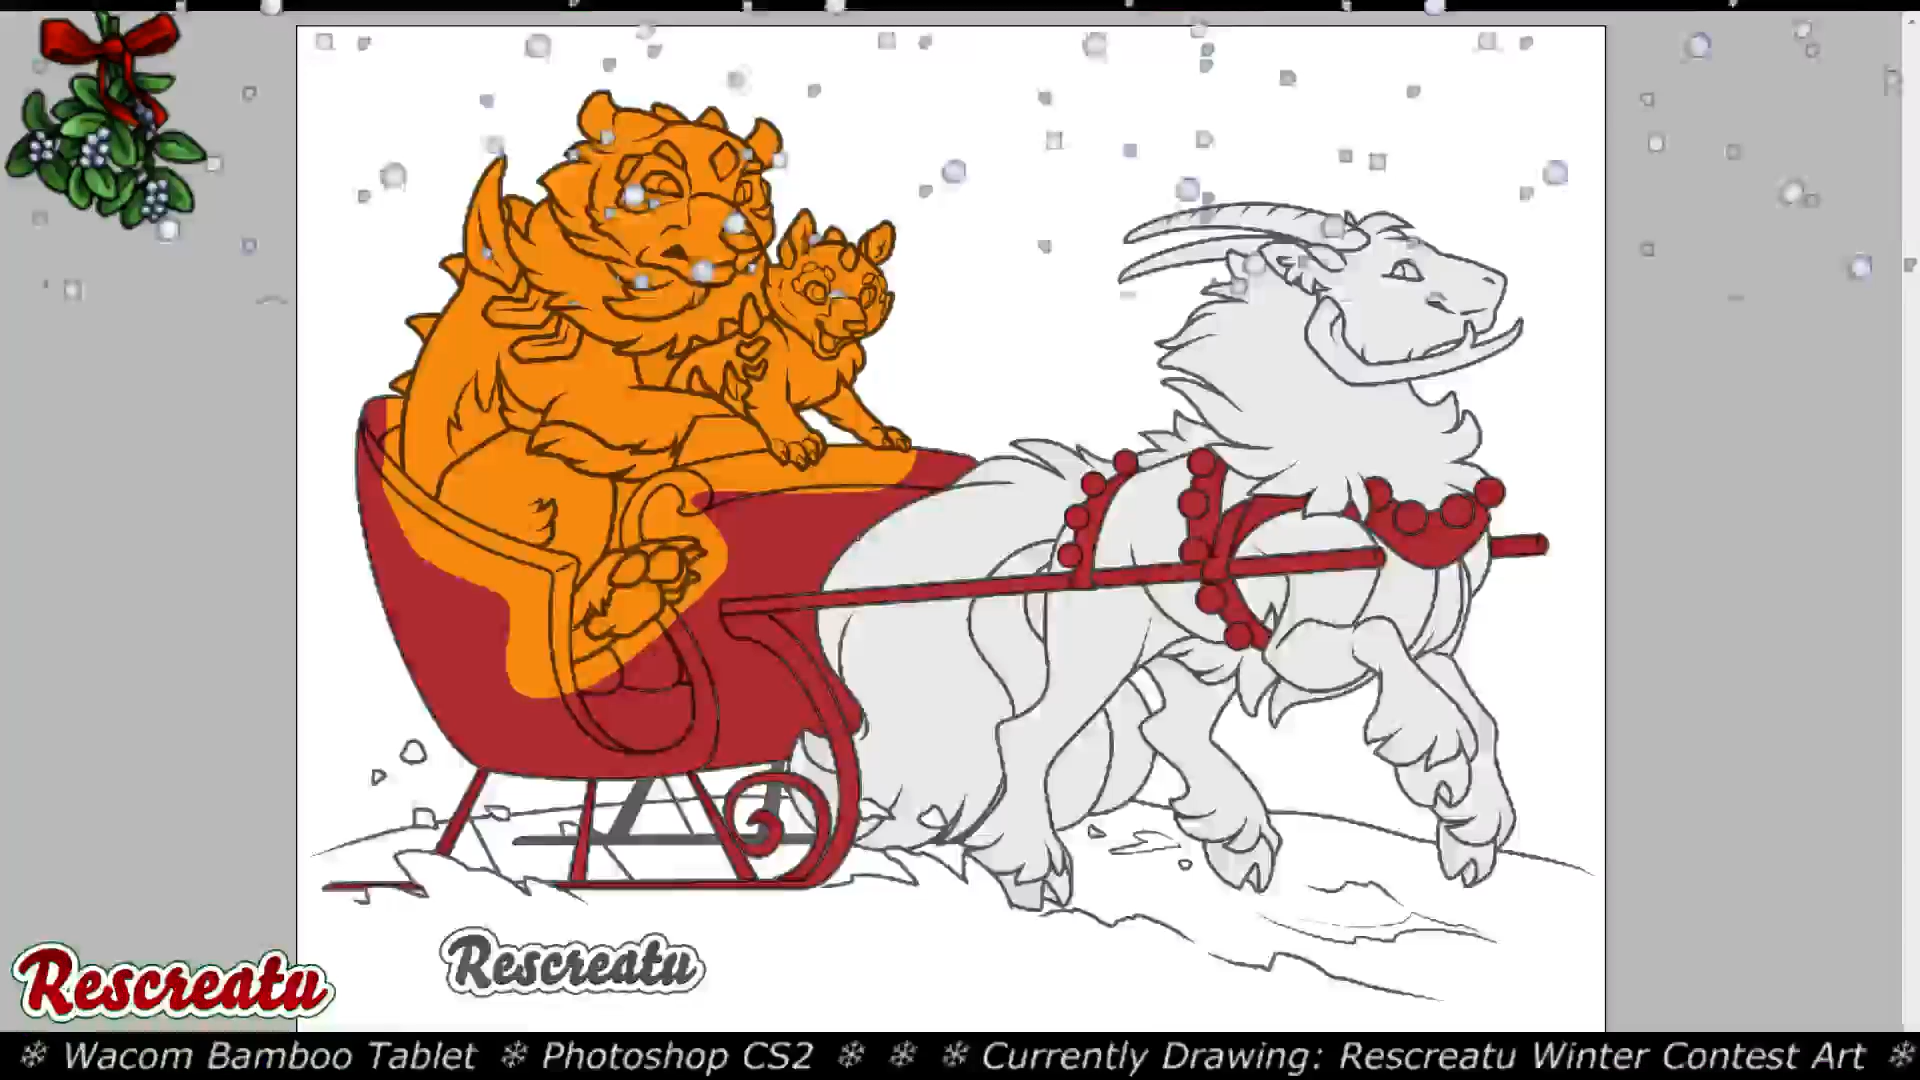 Rescreatu
Rescreatu
❄ Wacom Bamboo Tablet ❄ Photoshop CS2 ❄ ❄ ❄ Currently Drawing: Rescreatu Winter Contest Art ❄